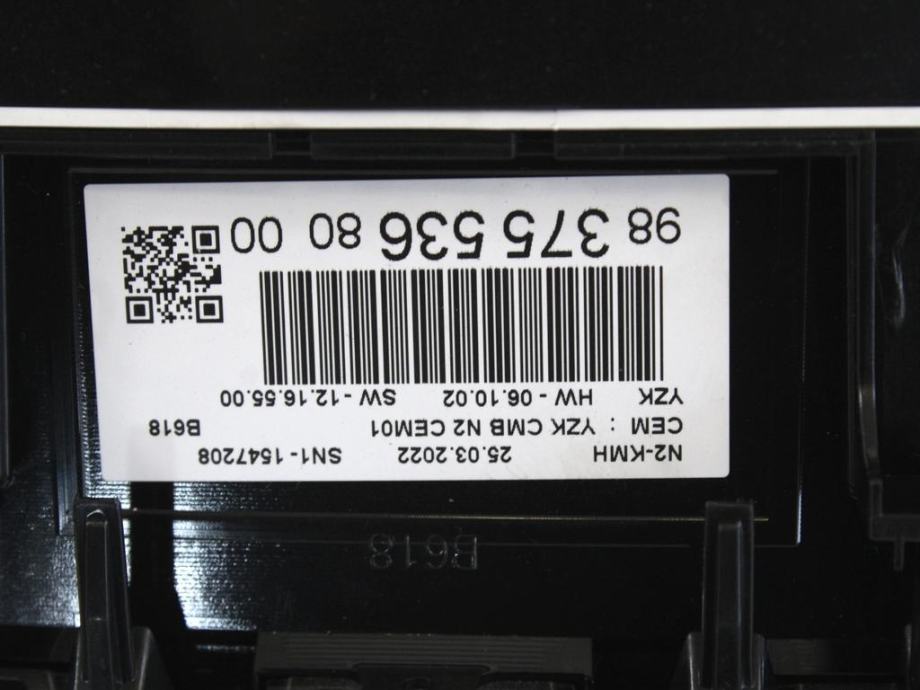 B618
N2-KMH 25.03.2022 SN1-1547208
CEM : YZK CMB N2 CEM01 B618
YZK HW - 06.10.02 SW - 12.16.55.00
98 375 536 80 00